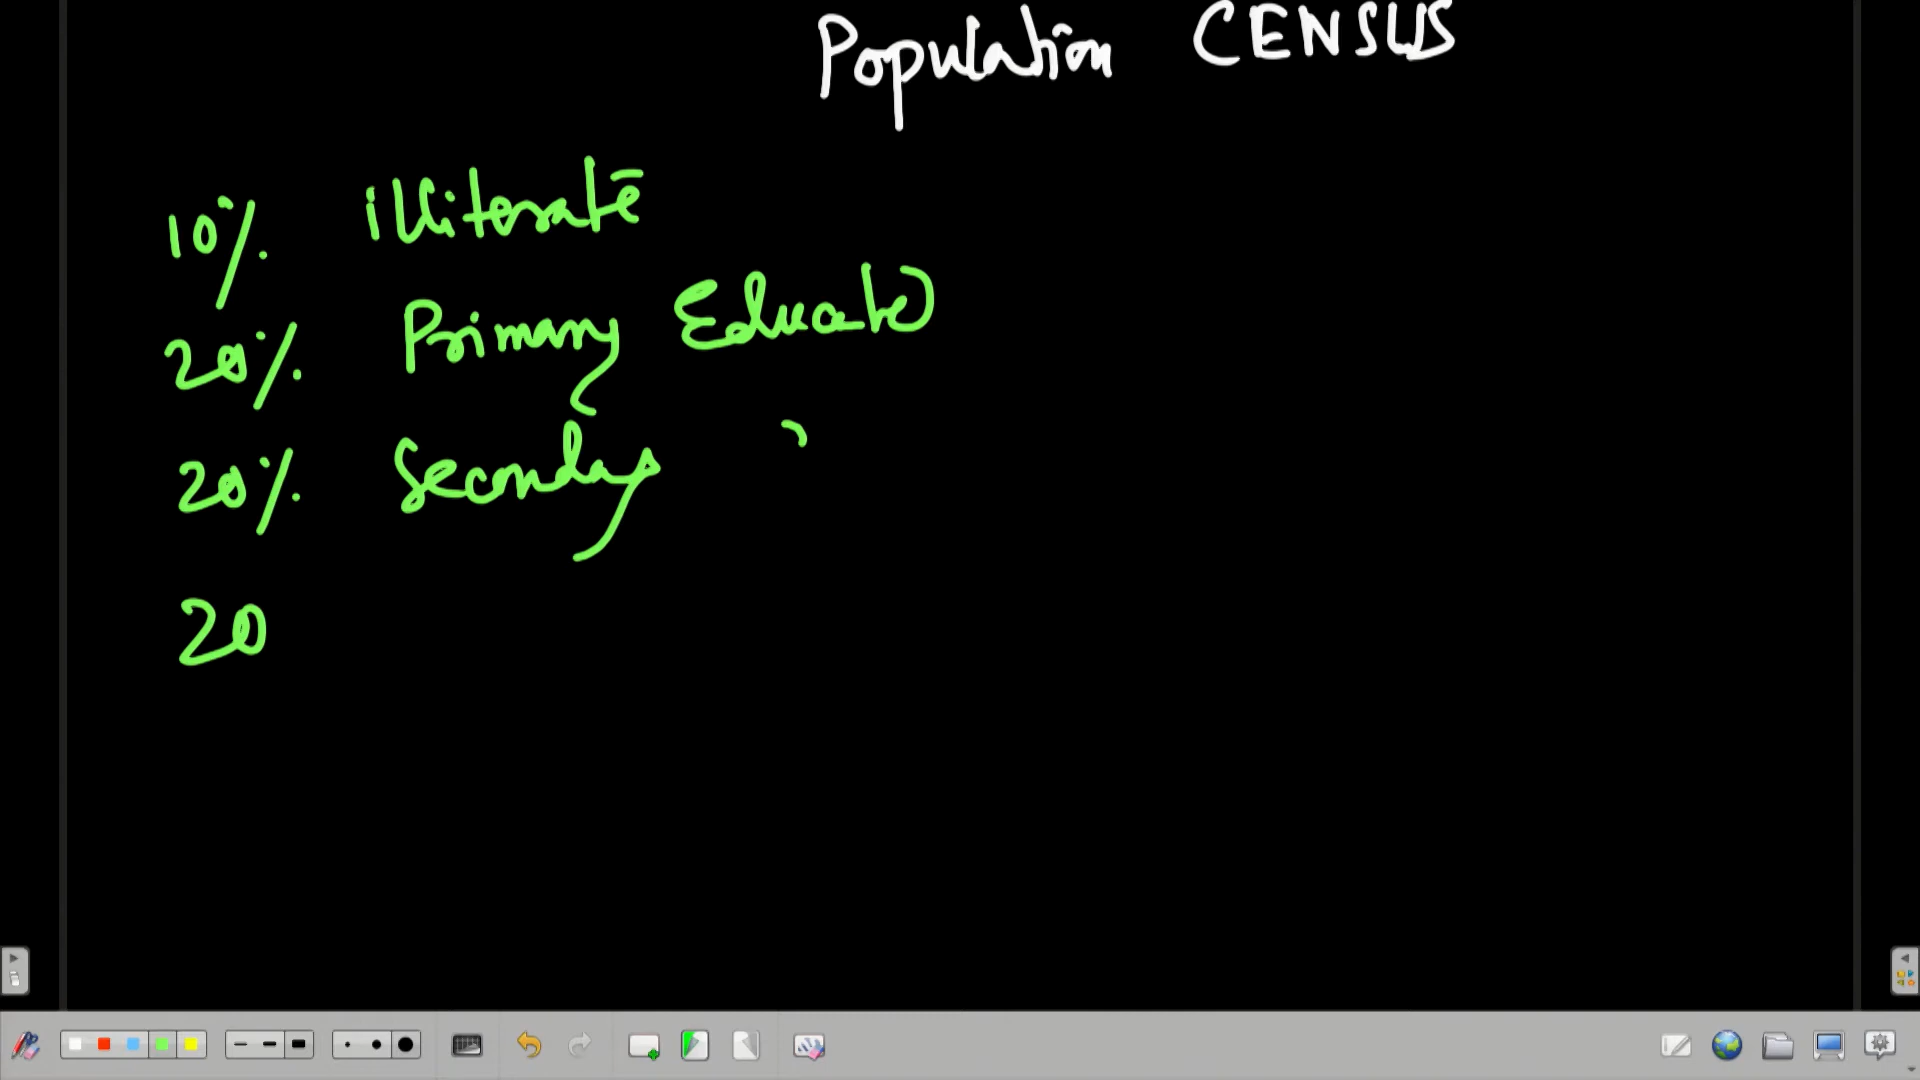 Population CENSUS
10% illiterate
20% Primary Educated
20% Secondary "
20